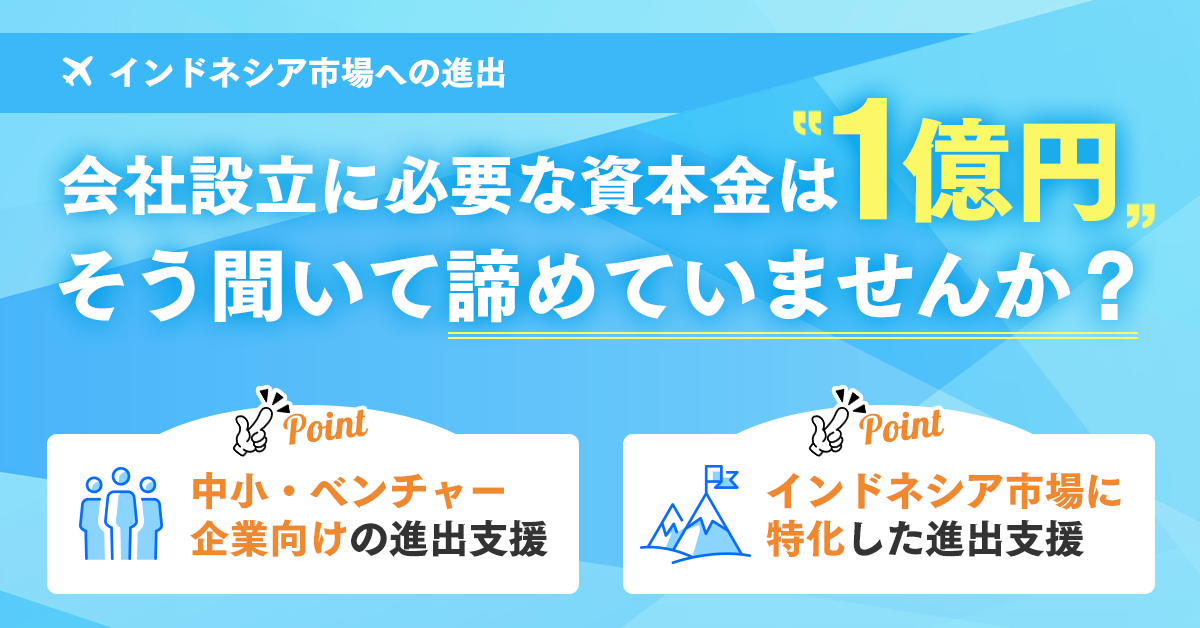 インドネシア市場への進出
会社設立に必要な資本金は“1億円”
そう聞いて諦めていませんか？
Point
中小・ベンチャー
企業向けの進出支援
Point
インドネシア市場に
特化した進出支援